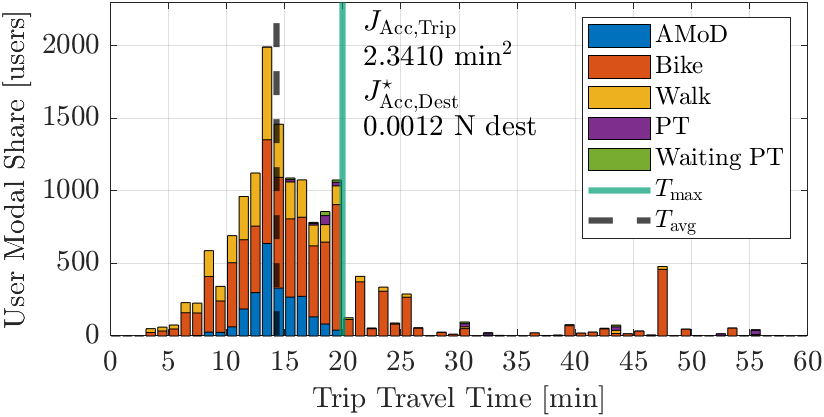 J_Acc,Trip
2.3410 min²
J*_Acc,Dest
0.0012 N dest
AMoD
Bike
Walk
PT
Waiting PT
T_max
T_avg
User Modal Share [users]
2000
1500
1000
500
0
0 5 10 15 20 25 30 35 40 45 50 55 60
Trip Travel Time [min]